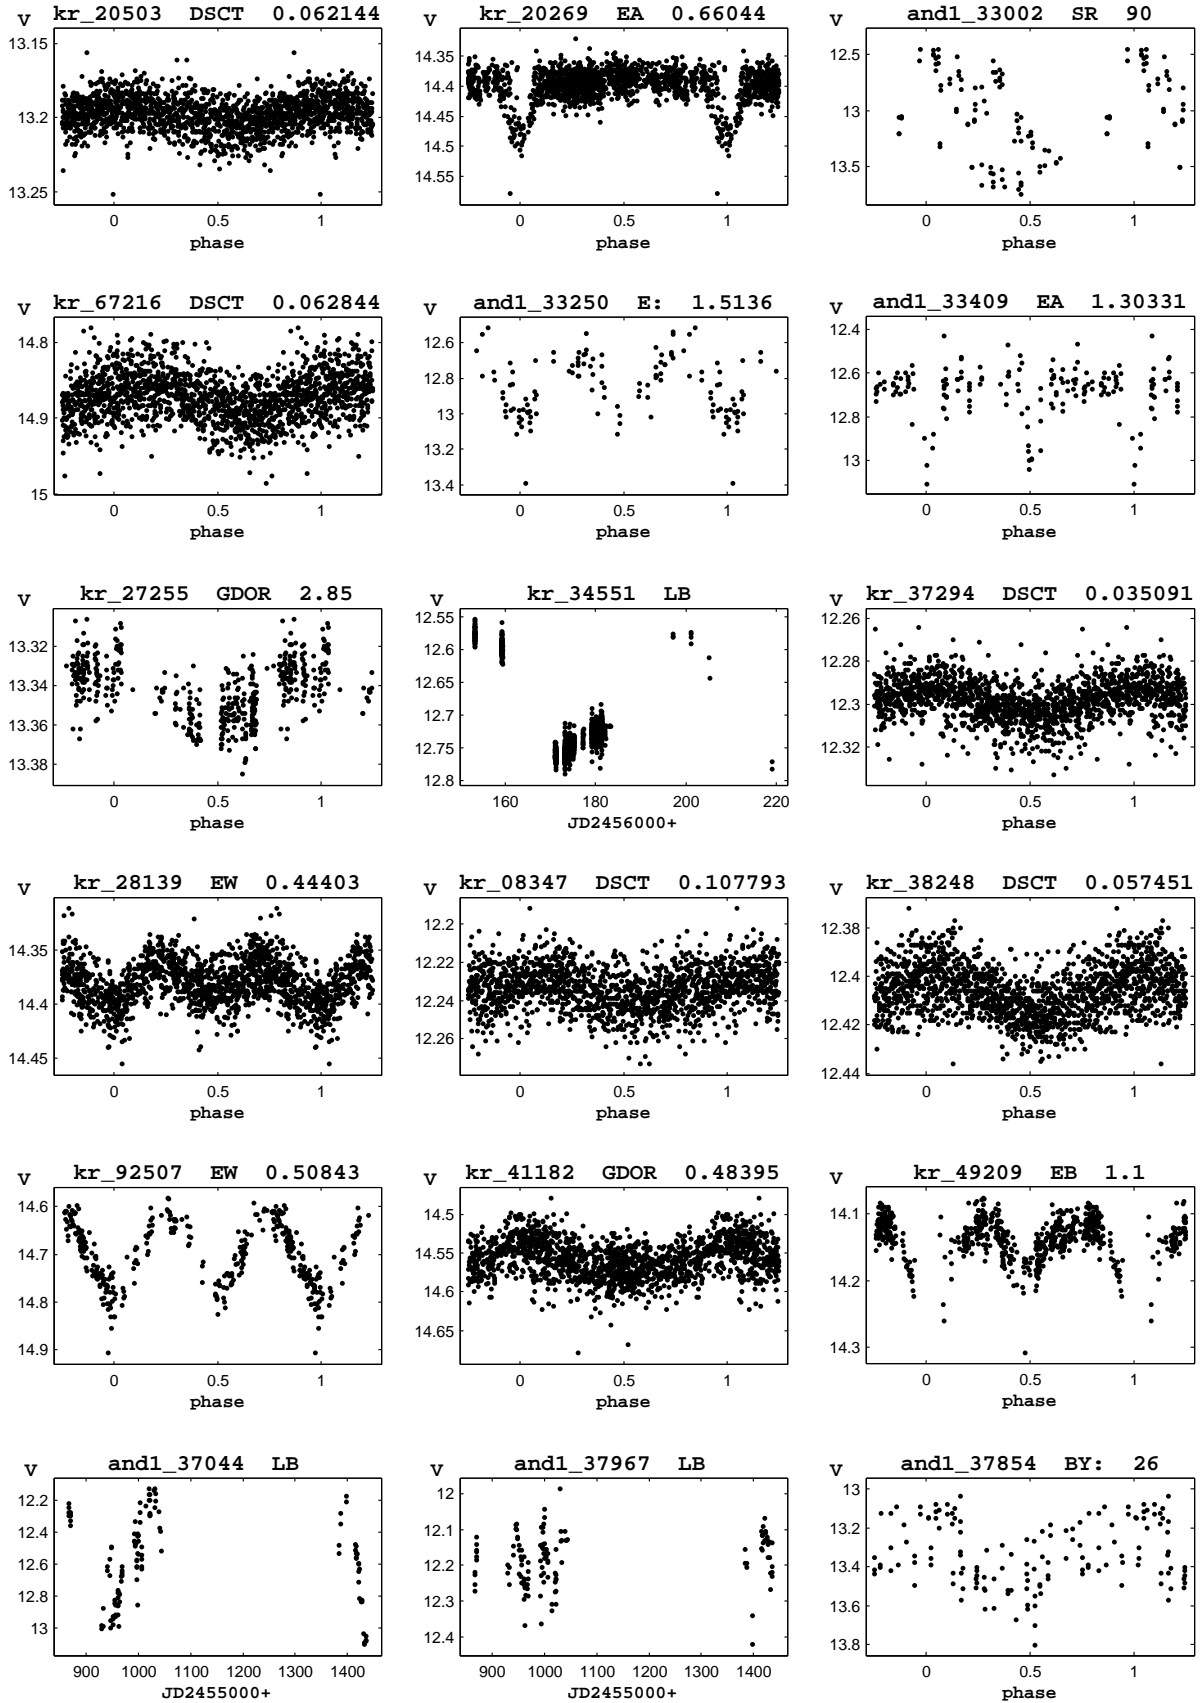 kr_20503 DSCT 0.062144
V
13.15
13.2
13.25
0 0.5 1
phase
kr_20269 EA 0.66044
V
14.35
14.4
14.45
14.5
14.55
0 0.5 1
phase
and1_33002 SR 90
V
12.5
13
13.5
0 0.5 1
phase
kr_67216 DSCT 0.062844
V
14.8
14.9
15
0 0.5 1
phase
and1_33250 E: 1.5136
V
12.6
12.8
13
13.2
13.4
0 0.5 1
phase
and1_33409 EA 1.30331
V
12.4
12.6
12.8
13
0 0.5 1
phase
kr_27255 GDOR 2.85
V
13.32
13.34
13.36
13.38
0 0.5 1
phase
kr_34551 LB
V
12.55
12.6
12.65
12.7
12.75
12.8
160 180 200 220
JD2456000+
kr_37294 DSCT 0.035091
V
12.26
12.28
12.3
12.32
0 0.5 1
phase
kr_28139 EW 0.44403
V
14.35
14.4
14.45
0 0.5 1
phase
kr_08347 DSCT 0.107793
V
12.2
12.22
12.24
12.26
0 0.5 1
phase
kr_38248 DSCT 0.057451
V
12.38
12.4
12.42
12.44
0 0.5 1
phase
kr_92507 EW 0.50843
V
14.6
14.7
14.8
14.9
0 0.5 1
phase
kr_41182 GDOR 0.48395
V
14.5
14.55
14.6
14.65
0 0.5 1
phase
kr_49209 EB 1.1
V
14.1
14.2
14.3
0 0.5 1
phase
and1_37044 LB
V
12.2
12.4
12.6
12.8
13
900 1000 1100 1200 1300 1400
JD2455000+
and1_37967 LB
V
12
12.1
12.2
12.3
12.4
900 1000 1100 1200 1300 1400
JD2455000+
and1_37854 BY: 26
V
13
13.2
13.4
13.6
13.8
0 0.5 1
phase